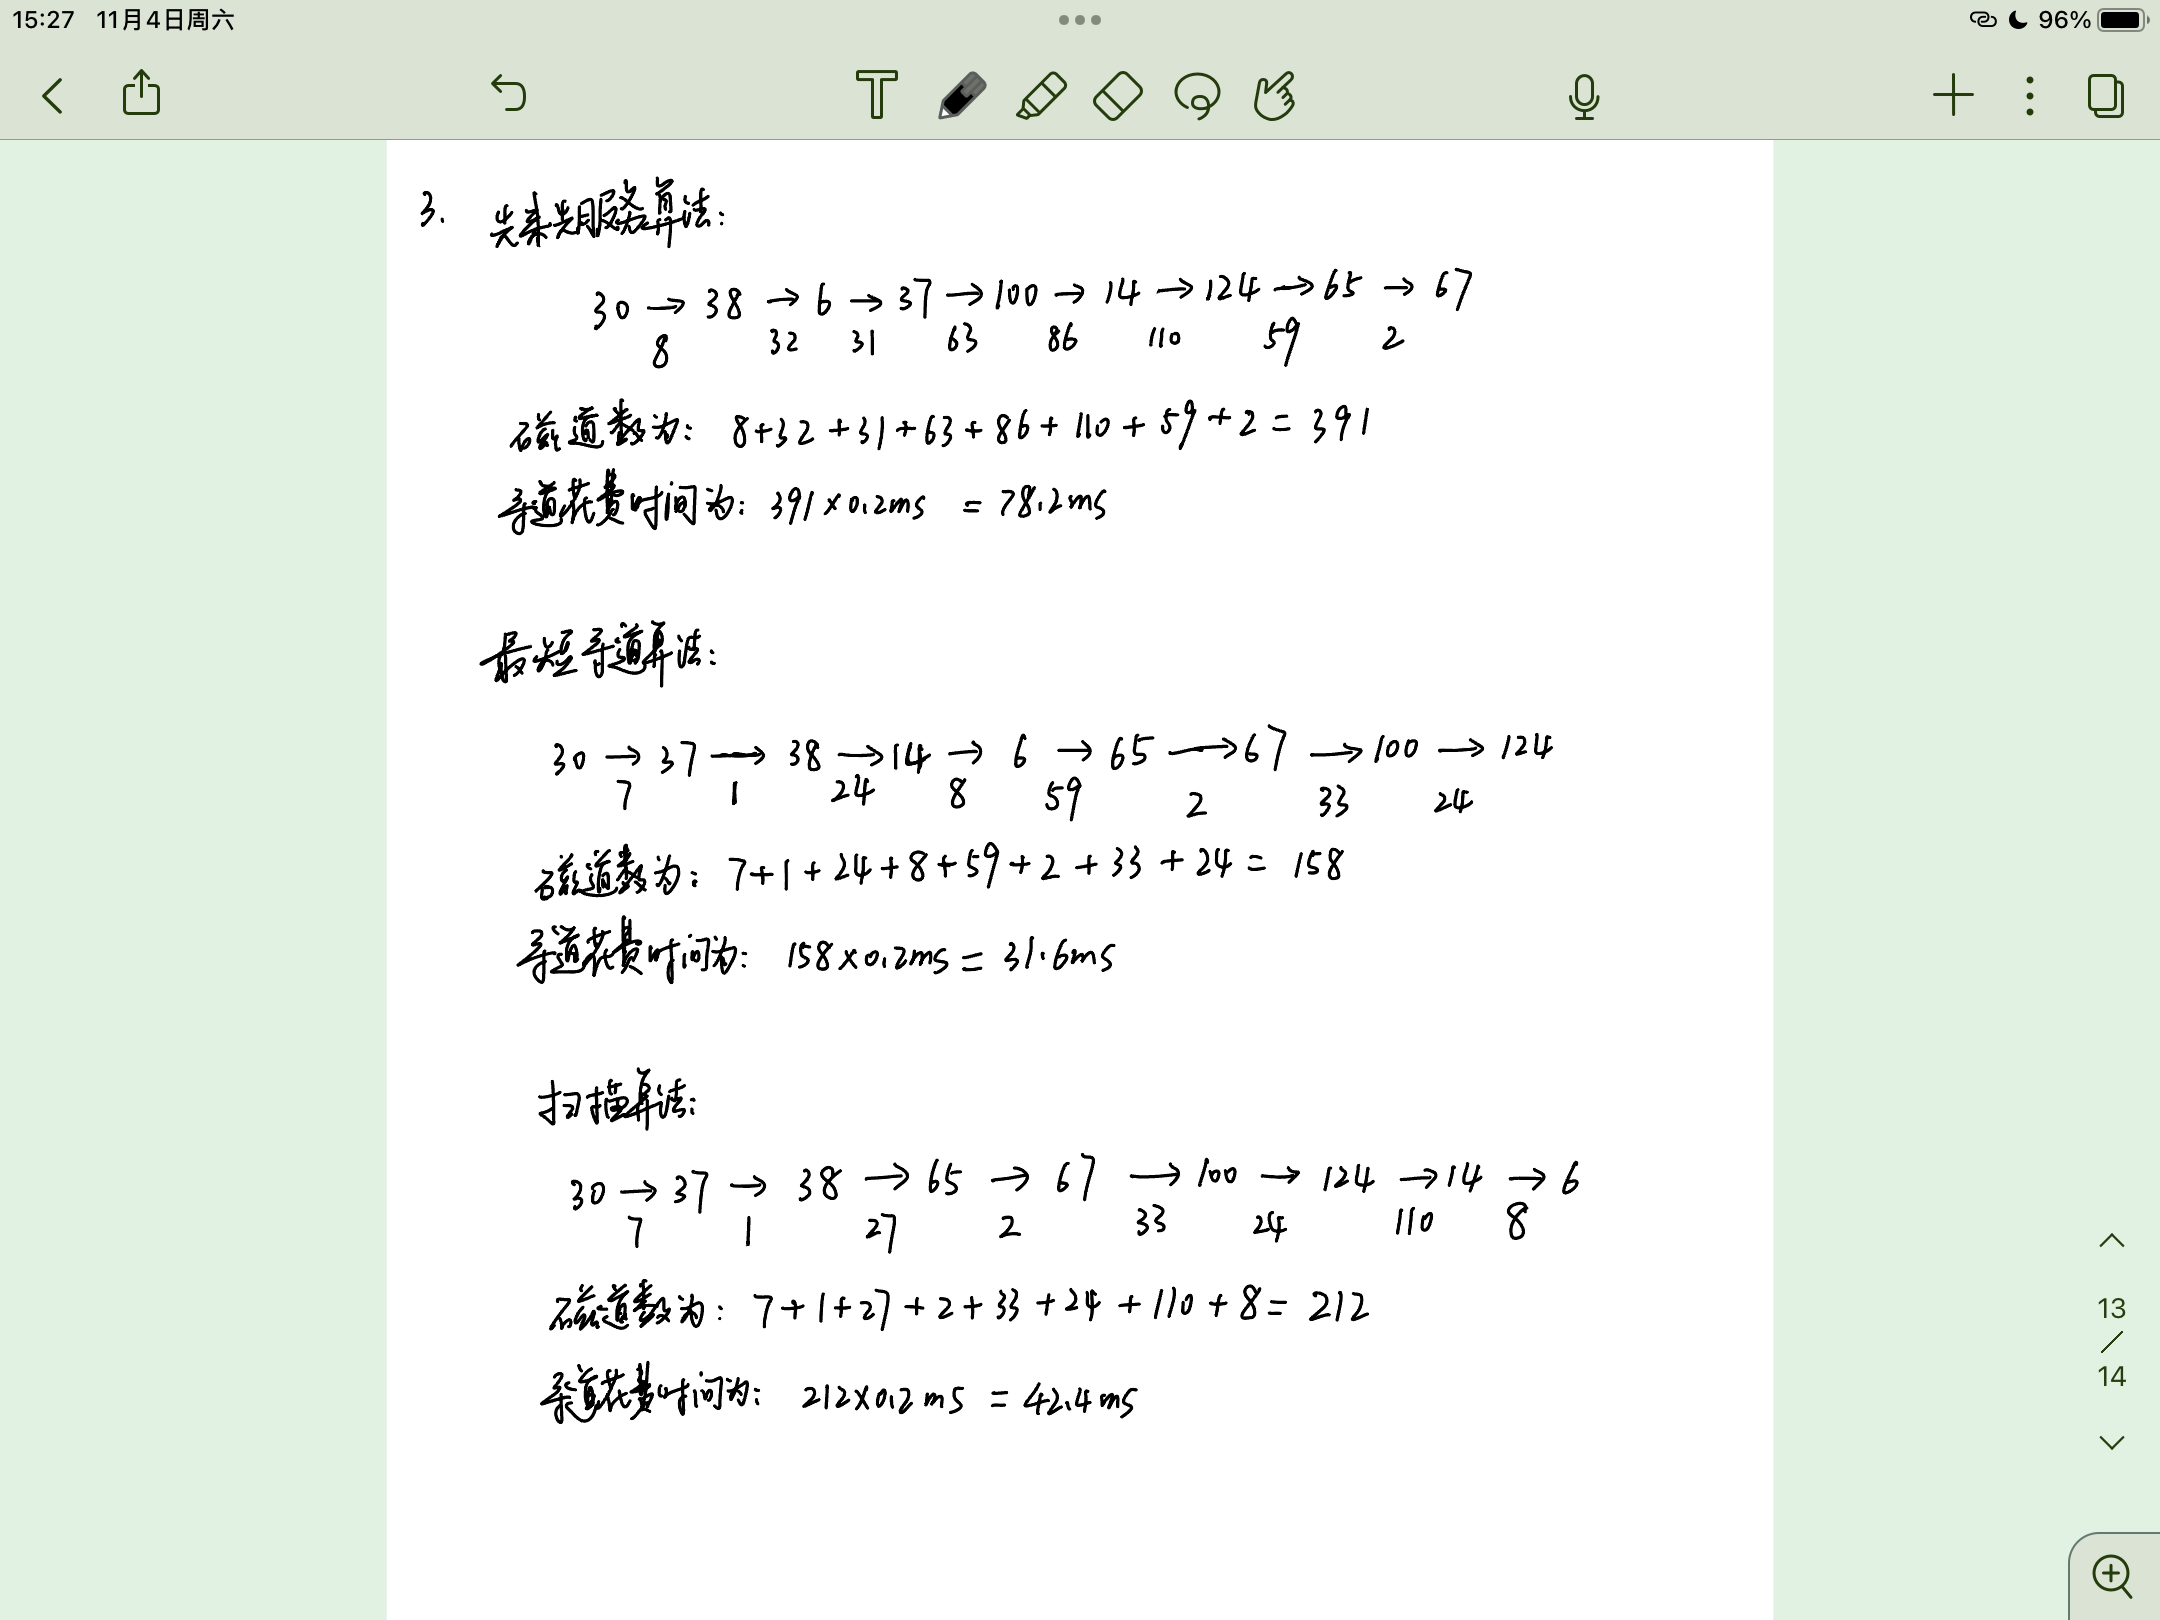 15:27 11月4日周六
96%
T
3. 先来先服务算法:
30 → 38 → 6 → 37 → 100 → 14 → 124 → 65 → 67
8 32 31 63 86 110 59 2
磁道数为: 8+32+31+63+86+110+59+2=391
寻道花费时间为: 391×0.2ms =78.2ms
最短寻道算法:
30 → 37 → 38 → 14 → 6 → 65 → 67 → 100 → 124
7 1 24 8 59 2 33 24
磁道数为: 7+1+24+8+59+2+33+24= 158
寻道花费时间为: 158×0.2ms = 31.6ms
扫描算法:
30 → 37 → 38 → 65 → 67 → 100 → 124 → 14 → 6
7 1 27 2 33 24 110 8
磁道数为: 7+1+27+2+33+24+110+8= 212
寻道花费时间为: 212×0.2ms =42.4ms
13
/
14